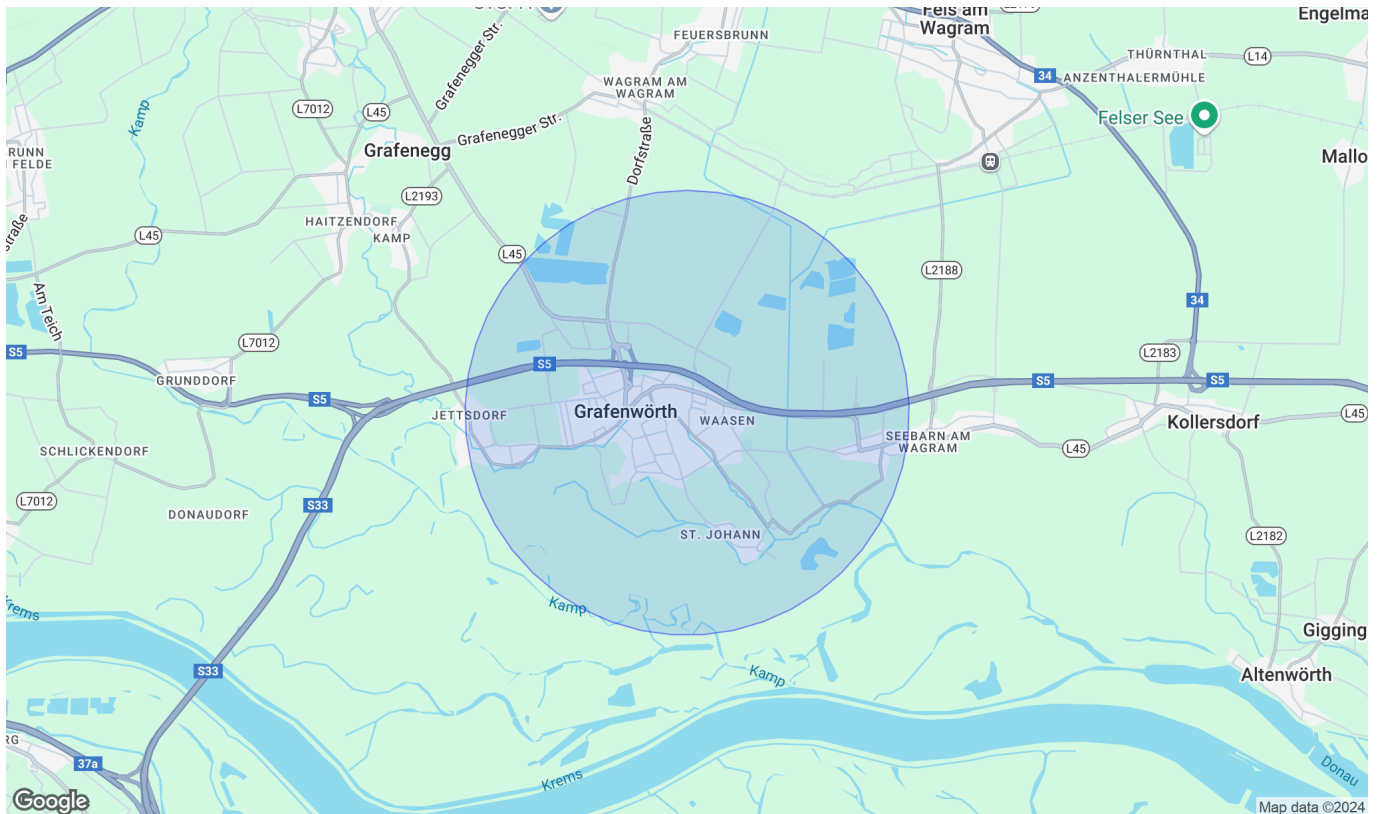 Fels am
Wagram
Engelma
FEUERSBRUNN
THÜRNTHAL
L14
34
ANZENTHALERMÜHLE
WAGRAM AM
WAGRAM
Grafenegger Str.
L7012
L45
Kamp
Grafenegger Str.
Felser See
Grafenegg
Dorfstraße
Mallo
RUNN
FELDE
L2193
HAITZENDORF
KAMP
straße
L45
L45
L2188
Am Teich
34
S5
L7012
S5
L2183
GRUNDDORF
S5
S5
S5
JETTSDORF
Grafenwörth
WAASEN
Kollersdorf
L45
SEEBARN AM
WAGRAM
L45
SCHLICKENDORF
L7012
S33
DONAUDORF
ST. JOHANN
L2182
Krems
Kamp
Gigging
S33
Kamp
Altenwörth
RG
37a
Krems
Donau
Google
Map data ©2024